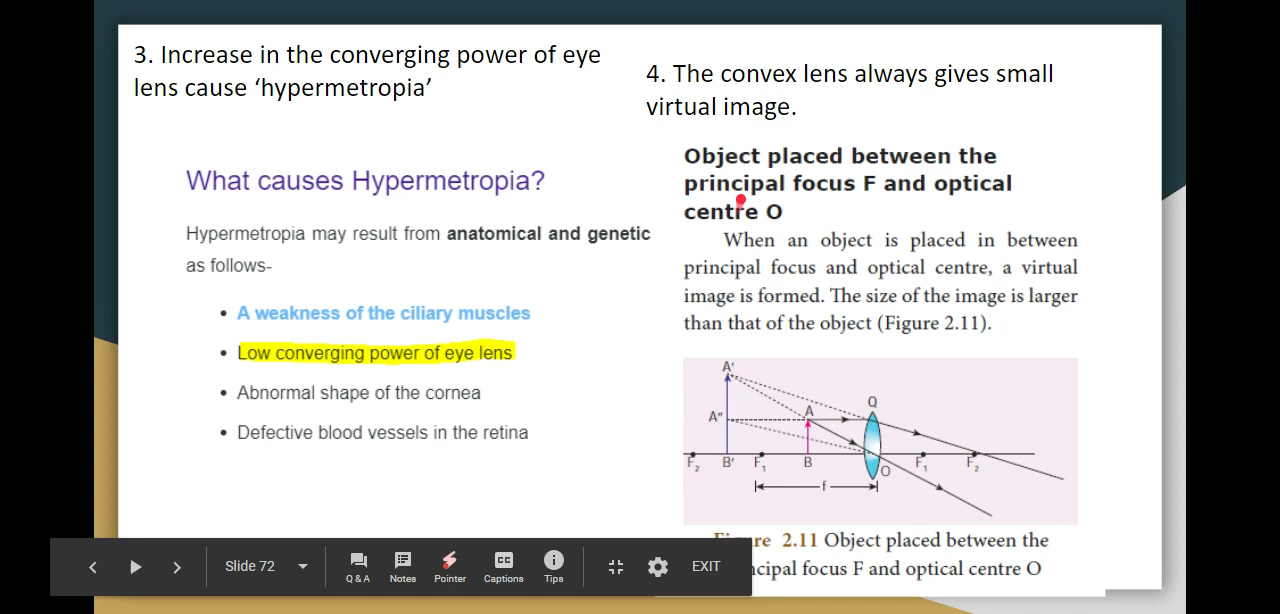 3. Increase in the converging power of eye
lens cause ‘hypermetropia’
What causes Hypermetropia?
Hypermetropia may result from anatomical and genetic
as follows-
• A weakness of the ciliary muscles
• Low converging power of eye lens
• Abnormal shape of the cornea
• Defective blood vessels in the retina
4. The convex lens always gives small
virtual image.
Object placed between the
principal focus F and optical
centre O
When an object is placed in between
principal focus and optical centre, a virtual
image is formed. The size of the image is larger
than that of the object (Figure 2.11).
A'
A
Q
A"
F₂ B' F₁ B O F₁ F₂
f
2.11 Object placed between the
focus F and optical centre O
Slide 72
Q & A Notes Pointer Captions Tips
CC
EXIT